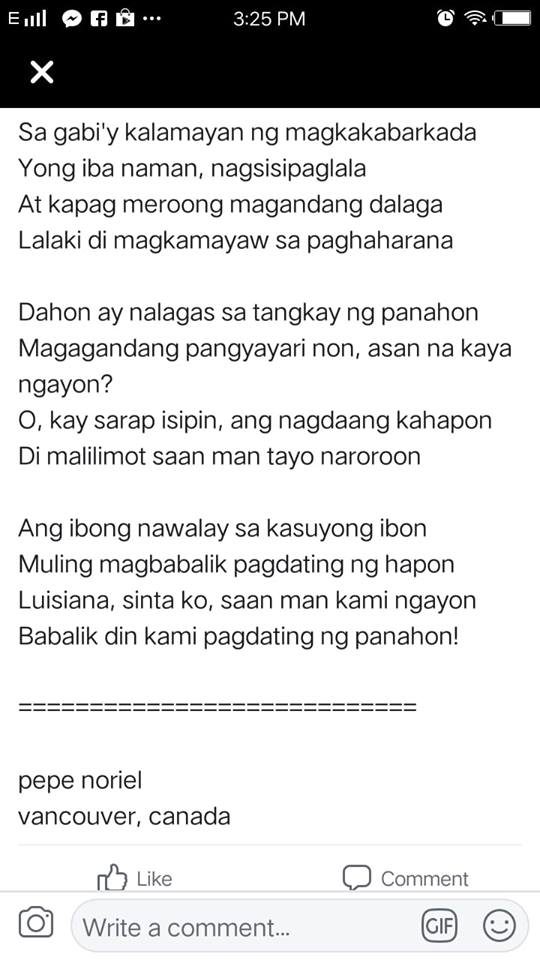 3:25 PM
Sa gabi'y kalamayan ng magkakabarkada
Yong iba naman, nagsisipaglala
At kapag meroong magandang dalaga
Lalaki di magkamayaw sa paghaharana
Dahon ay nalagas sa tangkay ng panahon
Magagandang pangyayari non, asan na kaya
ngayon?
O, kay sarap isipin, ang nagdaang kahapon
Di malilimot saan man tayo naroroon
Ang ibong nawalay sa kasuyong ibon
Muling magbabalik pagdating ng hapon
Luisiana, sinta ko, saan man kami ngayon
Babalik din kami pagdating ng panahon!
============================
pepe noriel
vancouver, canada
Like Comment
Write a comment... GIF